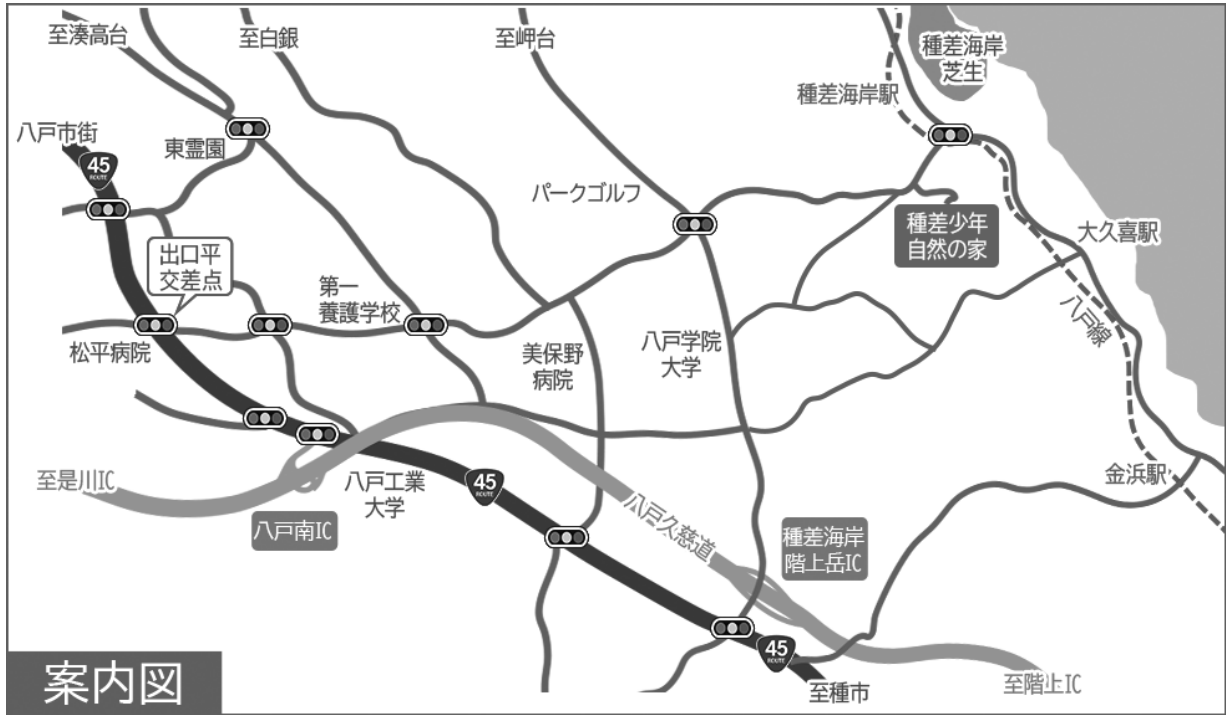 至湊高台
至白銀
至岬台
種差海岸
芝生
種差海岸駅
八戸市街
45
ROUTE
東霊園
パークゴルフ
種差少年
自然の家
大久喜駅
出口平
交差点
第一
養護学校
八戸線
松平病院
美保野
病院
八戸学院
大学
至是川IC
八戸工業
大学
45
ROUTE
金浜駅
八戸南IC
八戸久慈道
種差海岸
階上岳IC
45
ROUTE
案内図
至種市
至階上IC